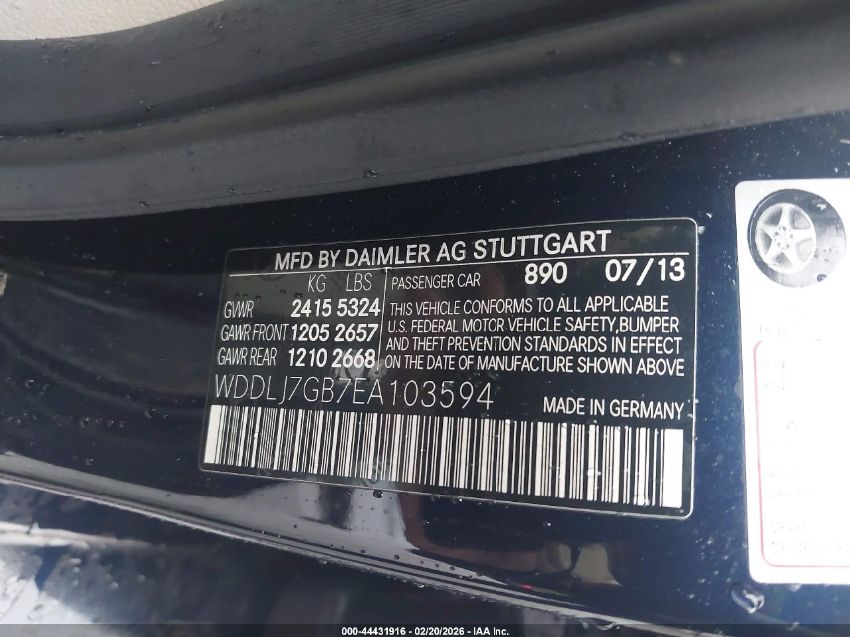 MFD BY DAIMLER AG STUTTGART
KG LBS
PASSENGER CAR 890 07/13
GVWR 2415 5324
GAWR FRONT 1205 2657
GAWR REAR 1210 2668
THIS VEHICLE CONFORMS TO ALL APPLICABLE
U.S. FEDERAL MOTOR VEHICLE SAFETY,BUMPER
AND THEFT PREVENTION STANDARDS IN EFFECT
ON THE DATE OF MANUFACTURE SHOWN ABOVE
WDDLJ7GB7EA103594
MADE IN GERMANY
000-44431916 - 02/20/2026 - IAA Inc.